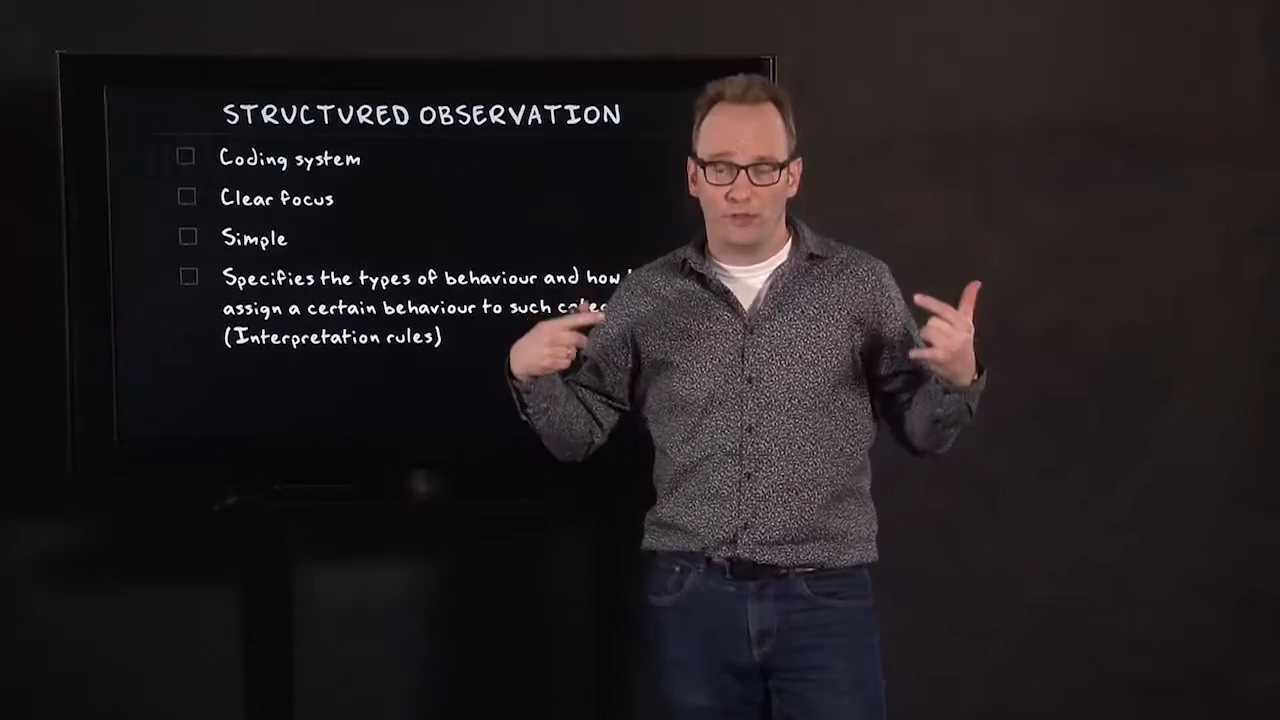 STRUCTURED OBSERVATION
Coding system
Clear focus
Simple
Specifies the types of behaviour and how
assign a certain behaviour to such
(Interpretation rules)